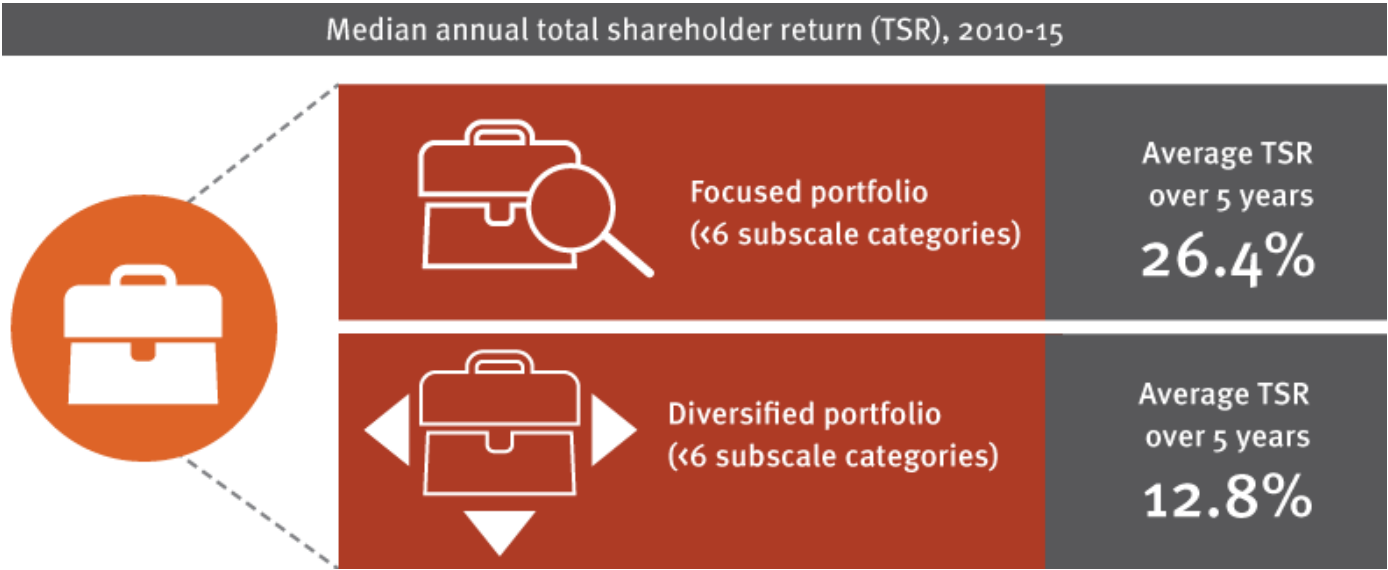 Median annual total shareholder return (TSR), 2010-15
Focused portfolio
(<6 subscale categories)
Average TSR
over 5 years
26.4%
Diversified portfolio
(<6 subscale categories)
Average TSR
over 5 years
12.8%